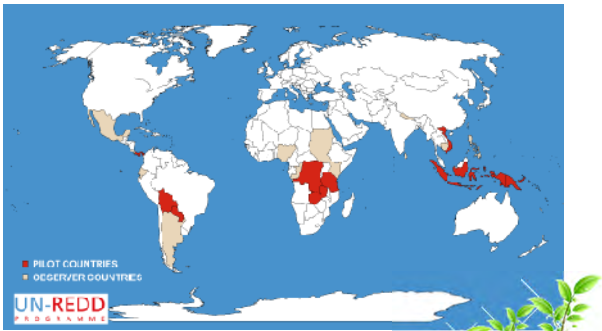 PILOT COUNTRIES
OBSERVER COUNTRIES
UN-REDD
PROGRAMME